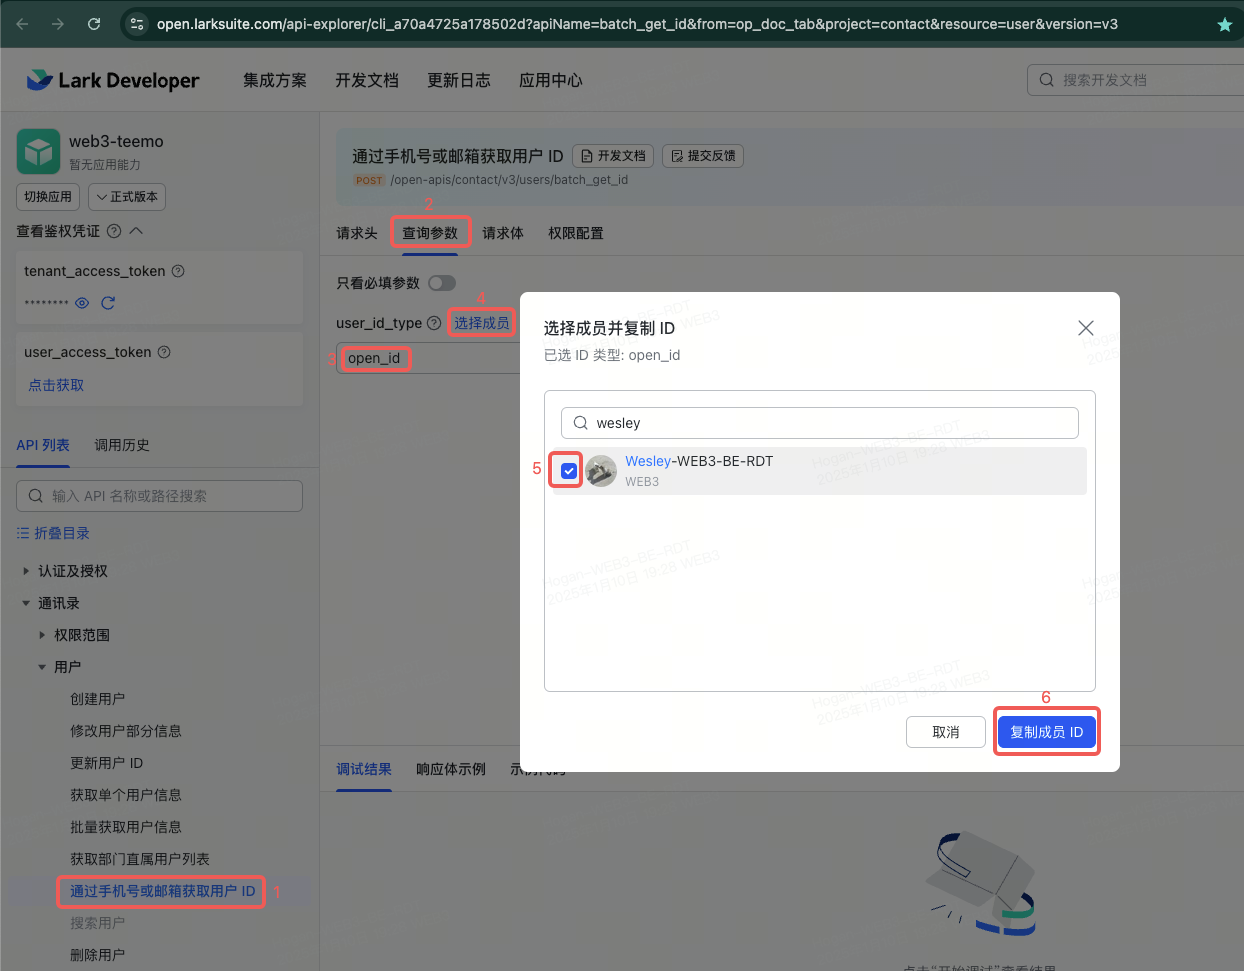 open.larksuite.com/api-explorer/cli_a70a4725a178502d?apiName=batch_get_id&from=op_doc_tab&project=contact&resource=user&version=v3
Lark Developer
集成方案
开发文档
更新日志
应用中心
搜索开发文档
web3-teemo
暂无应用能力
切换应用
正式版本
查看鉴权凭证
tenant_access_token
········
user_access_token
点击获取
API 列表
调用历史
输入 API 名称或路径搜索
折叠目录
认证及授权
通讯录
权限范围
用户
创建用户
修改用户部分信息
更新用户 ID
获取单个用户信息
批量获取用户信息
获取部门直属用户列表
通过手机号或邮箱获取用户 ID
1
搜索用户
删除用户
通过手机号或邮箱获取用户 ID
开发文档
提交反馈
POST /open-apis/contact/v3/users/batch_get_id
2
请求头
查询参数
请求体
权限配置
只看必填参数
4
user_id_type
选择成员
3
open_id
选择成员并复制 ID
已选 ID 类型: open_id
wesley
5
Wesley-WEB3-BE-RDT
WEB3
Hogan-WEB3-BE-RDT
2025年1月10日 19:28 WEB3
6
取消
复制成员 ID
调试结果
响应体示例
示例代码
点击“开始调试”查看结果